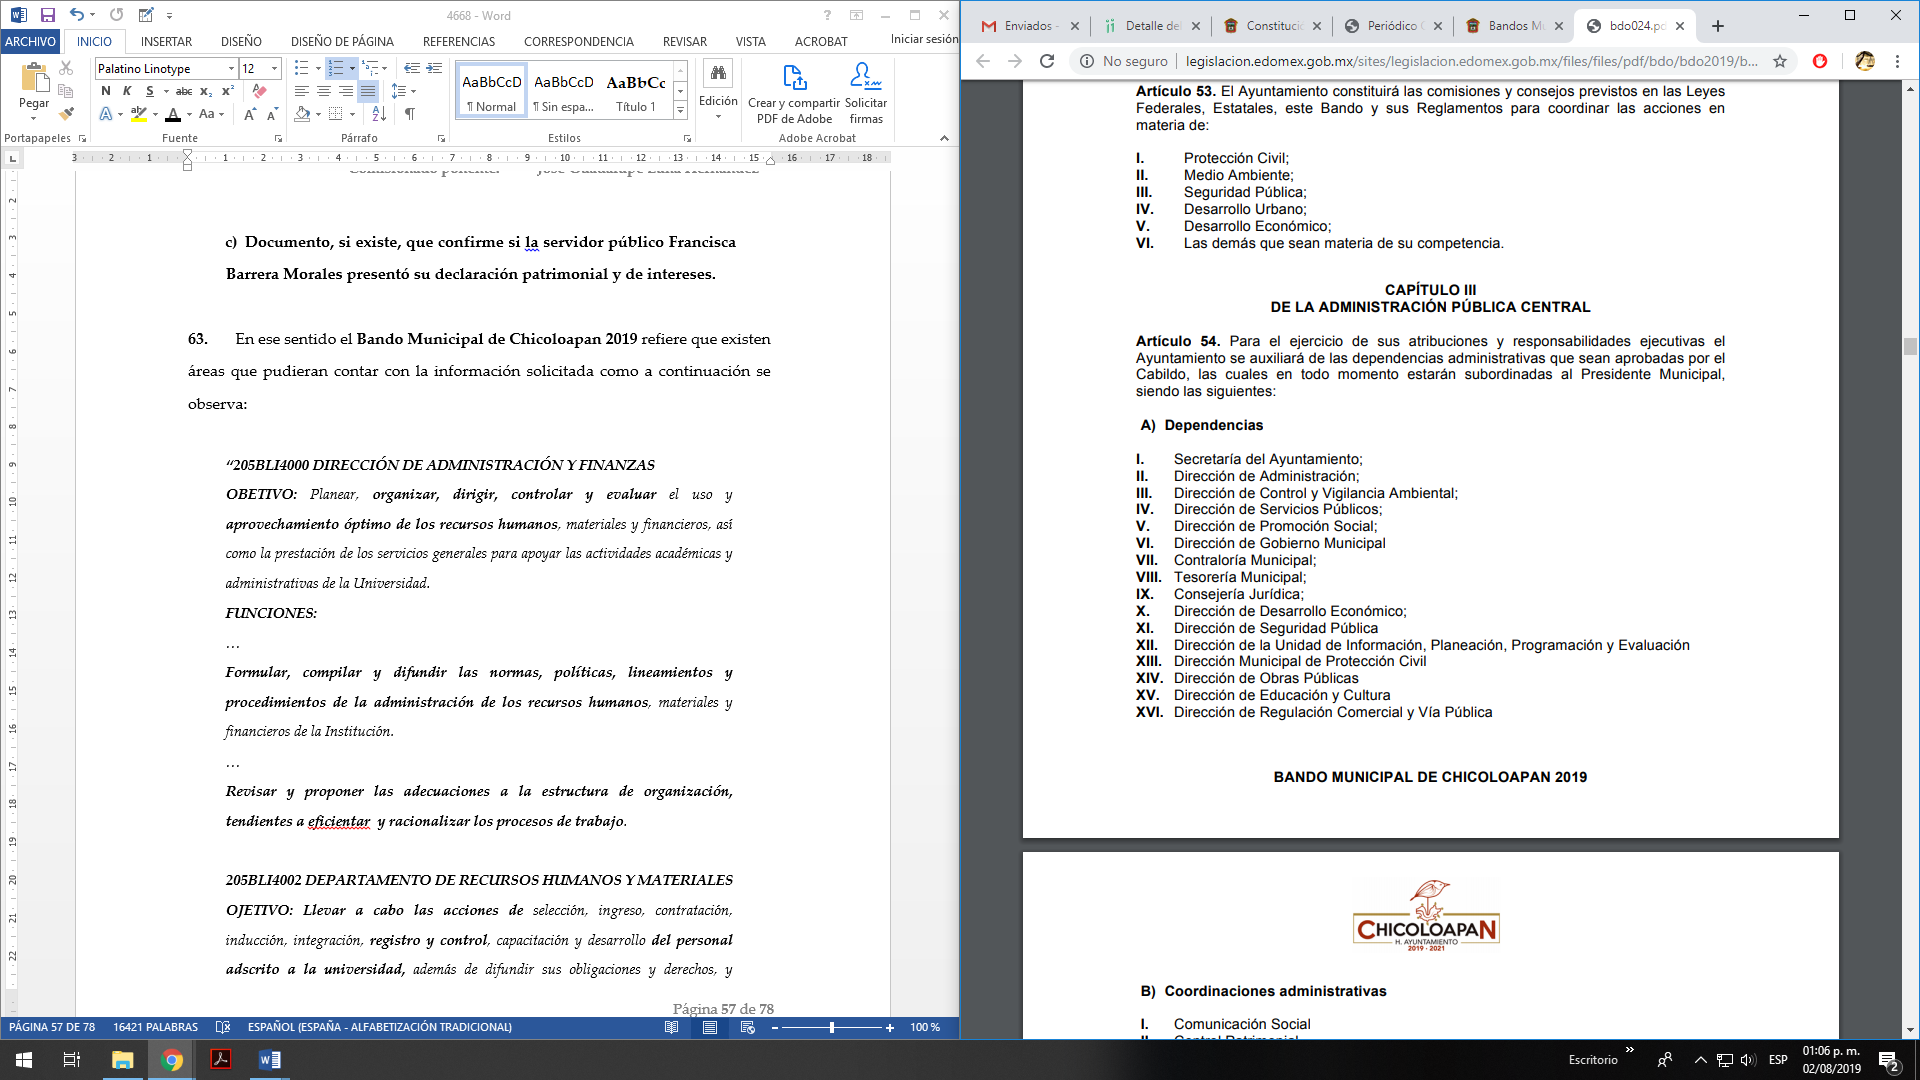 4668 - Word
ARCHIVO INICIO INSERTAR DISEÑO DISEÑO DE PÁGINA REFERENCIAS CORRESPONDENCIA REVISAR VISTA ACROBAT Iniciar sesión
Pegar
Portapapeles
Palatino Linotype 12
N K S abc x₂ x²
Fuente
Párrafo
AaBbCcD AaBbCcD AaBbCc
¶ Normal ¶ Sin espa... Título 1
Estilos
Edición
Crear y compartir PDF de Adobe
Solicitar firmas
Adobe Acrobat
Comisionado ponente: José Guadalupe Luna Hernández
c) Documento, si existe, que confirme si la servidor público Francisca
Barrera Morales presentó su declaración patrimonial y de intereses.
63. En ese sentido el Bando Municipal de Chicoloapan 2019 refiere que existen
áreas que pudieran contar con la información solicitada como a continuación se
observa:
“205BLI4000 DIRECCIÓN DE ADMINISTRACIÓN Y FINANZAS
OBETIVO: Planear, organizar, dirigir, controlar y evaluar el uso y
aprovechamiento óptimo de los recursos humanos, materiales y financieros, así
como la prestación de los servicios generales para apoyar las actividades académicas y
administrativas de la Universidad.
FUNCIONES:
…
Formular, compilar y difundir las normas, políticas, lineamientos y
procedimientos de la administración de los recursos humanos, materiales y
financieros de la Institución.
…
Revisar y proponer las adecuaciones a la estructura de organización,
tendientes a eficientar y racionalizar los procesos de trabajo.
205BLI4002 DEPARTAMENTO DE RECURSOS HUMANOS Y MATERIALES
OJETIVO: Llevar a cabo las acciones de selección, ingreso, contratación,
inducción, integración, registro y control, capacitación y desarrollo del personal
adscrito a la universidad, además de difundir sus obligaciones y derechos, y
Página 57 de 78
PÁGINA 57 DE 78 16421 PALABRAS ESPAÑOL (ESPAÑA - ALFABETIZACIÓN TRADICIONAL) 100 %
Enviados - Detalle del Constituci Periódico Bandos Mu bdo024.pd
No seguro | legislacion.edomex.gob.mx/sites/legislacion.edomex.gob.mx/files/files/pdf/bdo/bdo2019/b...
Artículo 53. El Ayuntamiento constituirá las comisiones y consejos previstos en las Leyes
Federales, Estatales, este Bando y sus Reglamentos para coordinar las acciones en
materia de:
I. Protección Civil;
II. Medio Ambiente;
III. Seguridad Pública;
IV. Desarrollo Urbano;
V. Desarrollo Económico;
VI. Las demás que sean materia de su competencia.
CAPÍTULO III
DE LA ADMINISTRACIÓN PÚBLICA CENTRAL
Artículo 54. Para el ejercicio de sus atribuciones y responsabilidades ejecutivas el
Ayuntamiento se auxiliará de las dependencias administrativas que sean aprobadas por el
Cabildo, las cuales en todo momento estarán subordinadas al Presidente Municipal,
siendo las siguientes:
A) Dependencias
I. Secretaría del Ayuntamiento;
II. Dirección de Administración;
III. Dirección de Control y Vigilancia Ambiental;
IV. Dirección de Servicios Públicos;
V. Dirección de Promoción Social;
VI. Dirección de Gobierno Municipal
VII. Contraloría Municipal;
VIII. Tesorería Municipal;
IX. Consejería Jurídica;
X. Dirección de Desarrollo Económico;
XI. Dirección de Seguridad Pública
XII. Dirección de la Unidad de Información, Planeación, Programación y Evaluación
XIII. Dirección Municipal de Protección Civil
XIV. Dirección de Obras Públicas
XV. Dirección de Educación y Cultura
XVI. Dirección de Regulación Comercial y Vía Pública
BANDO MUNICIPAL DE CHICOLOAPAN 2019
CHICOLOAPAN
H. AYUNTAMIENTO
2019 - 2021
B) Coordinaciones administrativas
I. Comunicación Social
II. Control Patrimonial
Escritorio ESP 01:06 p. m.
02/08/2019
2